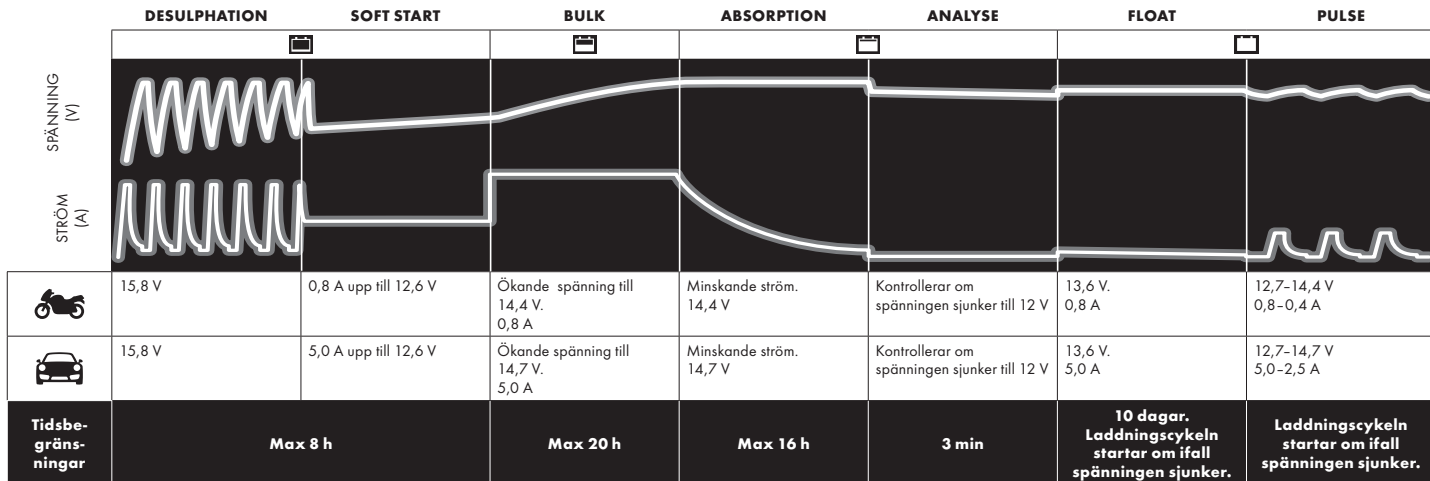 DESULPHATION
SOFT START
BULK
ABSORPTION
ANALYSE
FLOAT
PULSE
SPÄNNING
(V)
STRÖM
(A)
15,8 V
0,8 A upp till 12,6 V
Ökande spänning till
14,4 V.
0,8 A
Minskande ström.
14,4 V
Kontrollerar om
spänningen sjunker till 12 V
13,6 V.
0,8 A
12,7–14,4 V
0,8–0,4 A
15,8 V
5,0 A upp till 12,6 V
Ökande spänning till
14,7 V.
5,0 A
Minskande ström.
14,7 V
Kontrollerar om
spänningen sjunker till 12 V
13,6 V.
5,0 A
12,7–14,7 V
5,0–2,5 A
Tidsbe-
gräns-
ningar
Max 8 h
Max 20 h
Max 16 h
3 min
10 dagar.
Laddningscykeln
startar om ifall
spänningen sjunker.
Laddningscykeln
startar om ifall
spänningen sjunker.